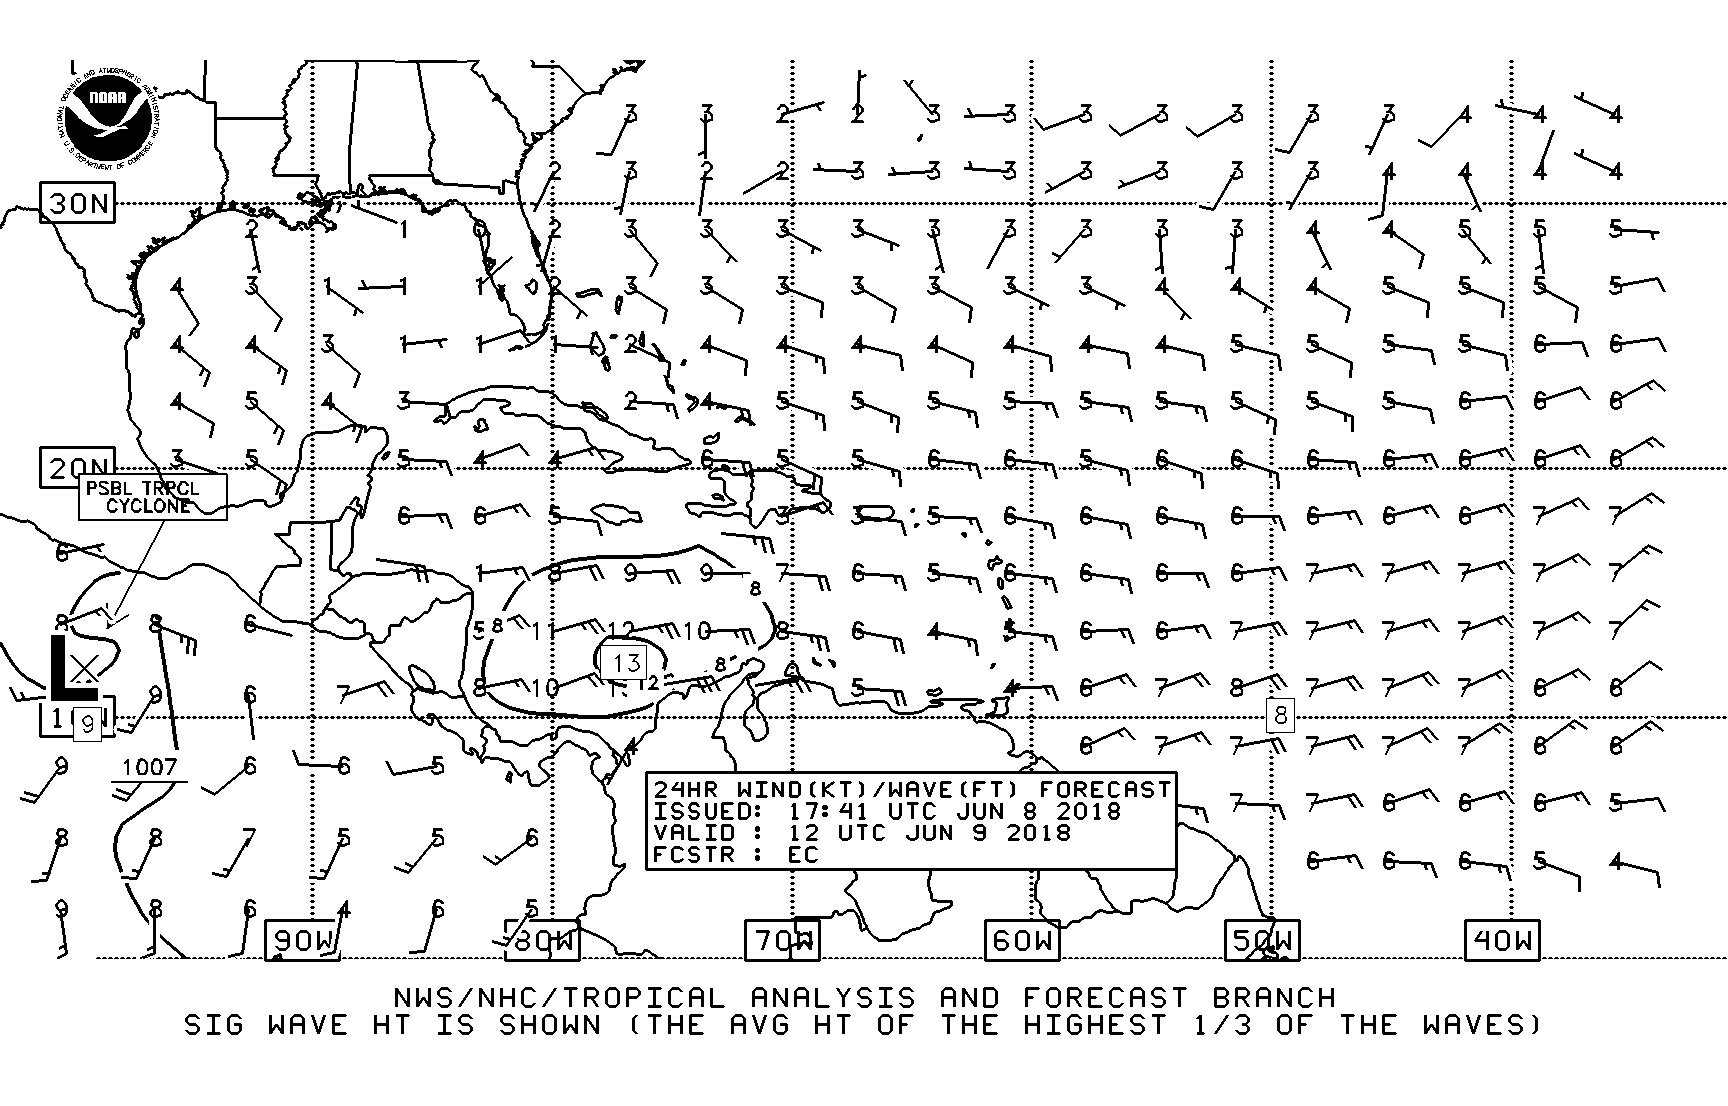 NATIONAL OCEANIC AND ATMOSPHERIC ADMINISTRATION
NOAA
U.S. DEPARTMENT OF COMMERCE
3 3 2 2 3 3 3 3 3 3 3 4 4 4
2 3 2 2 3 3 3 3 3 3 3 4 4 4 4
30N
2 1 0 2 3 3 3 3 3 3 3 3 3 4 4 5 5 5
4 3 1 1 1 2 3 3 3 3 3 3 3 4 4 4 5 5 5 5
4 4 3 1 1 1 2 4 4 4 4 4 4 4 5 5 5 5 6 6
4 5 4 3 2 4 5 5 5 5 5 5 5 5 5 6 6 6
20N
3 5 5 4 4 6 5 5 6 6 5 6 6 6 6 6 6 6
PSBL TRPCL
CYCLONE
6 6 5 3 3 5 6 6 6 6 6 6 6 7 7
6
1 8 9 9 7 6 5 6 6 6 6 7 7 7 7 7
8
8 8 6 5 8 11 12 10 8 6 4 5 6 6 7 7 7 7 7
13
8
L
9 6 7 8 10 12 5 4 6 7 8 7 7 6 6
9
8
6 7 7 7 7 7 6 6
9 1007 6 6 5 4
24HR WIND(KT)/WAVE(FT) FORECAST
ISSUED: 17:41 UTC JUN 8 2018
VALID : 12 UTC JUN 9 2018
FCSTR : EC
7 7 6 6 5
8 8 7 5 5 6
6 6 6 5 4
9 8 6 4 6 5
90W 80W 70W 60W 50W 40W
NWS/NHC/TROPICAL ANALYSIS AND FORECAST BRANCH
SIG WAVE HT IS SHOWN (THE AVG HT OF THE HIGHEST 1/3 OF THE WAVES)